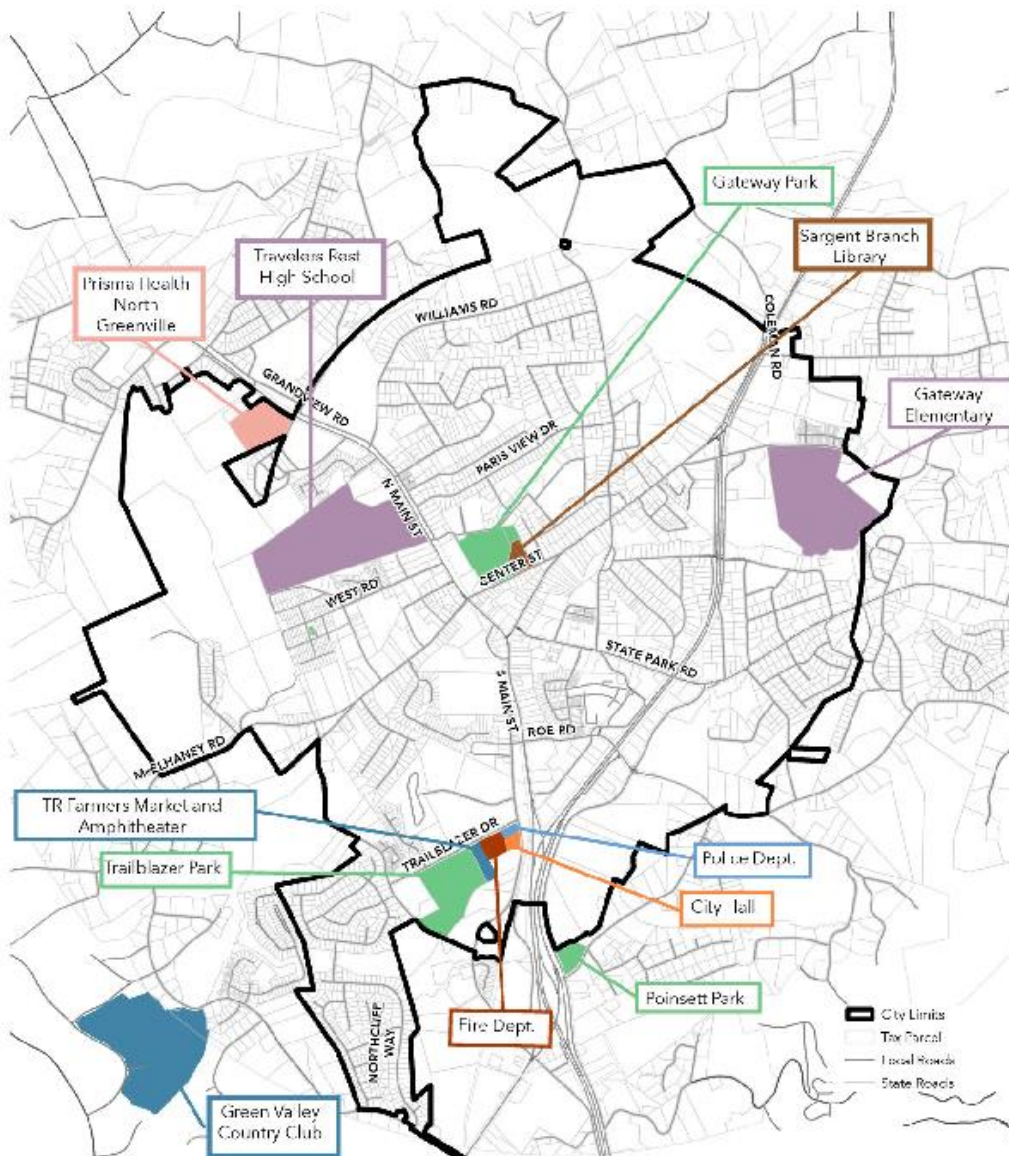 Gateway Park
Sargent Branch
Library
Travelers Rest
High School
Prisma Health
North
Greenville
WILLIAMS RD
COLEMAN RD
GRANDVIEW RD
Gateway
Elementary
PARIS VIEW DR
N MAIN ST
CENTER ST
WEST RD
STATE PARK RD
S MAIN ST
ROE RD
McELHANEY RD
TR Farmers Market and
Amphitheater
TRAILBLAZER DR
Trailblazer Park
Police Dept.
City Hall
Poinsett Park
Fire Dept.
NORTHCLIFF
WAY
Green Valley
Country Club
City Limits
Tax Parcel
Local Roads
State Roads